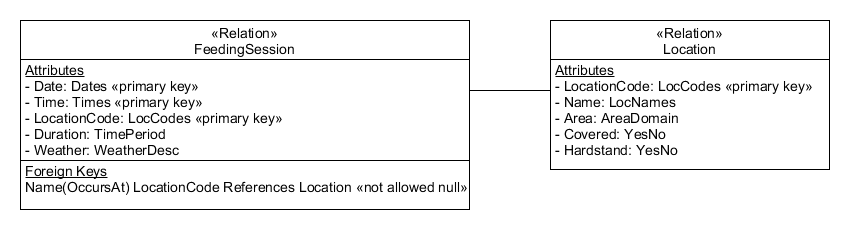 «Relation»
FeedingSession
Attributes
- Date: Dates «primary key»
- Time: Times «primary key»
- LocationCode: LocCodes «primary key»
- Duration: TimePeriod
- Weather: WeatherDesc
Foreign Keys
Name(OccursAt) LocationCode References Location «not allowed null»
«Relation»
Location
Attributes
- LocationCode: LocCodes «primary key»
- Name: LocNames
- Area: AreaDomain
- Covered: YesNo
- Hardstand: YesNo